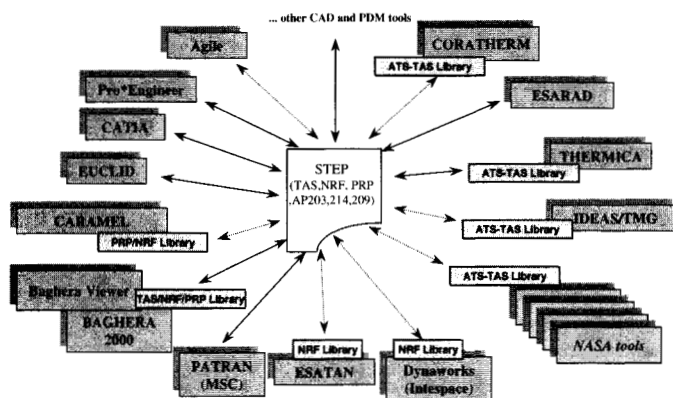 ... other CAD and PDM tools
Agile
CORATHERM
ATS-TAS Library
Pro*Engineer
ESARAD
CATIA
STEP
(TAS,NRF, PRP
,AP203,214,209)
THERMICA
ATS-TAS Library
EUCLID
CARAMEL
PRP/NRF Library
IDEAS/TMG
ATS-TAS Library
ATS-TAS Library
Baghera Viewer
TAS/NRF/PRP Library
BAGHERA
2000
NASA tools
PATRAN
(MSC)
NRF Library
ESATAN
NRF Library
Dynaworks
(Intespace)